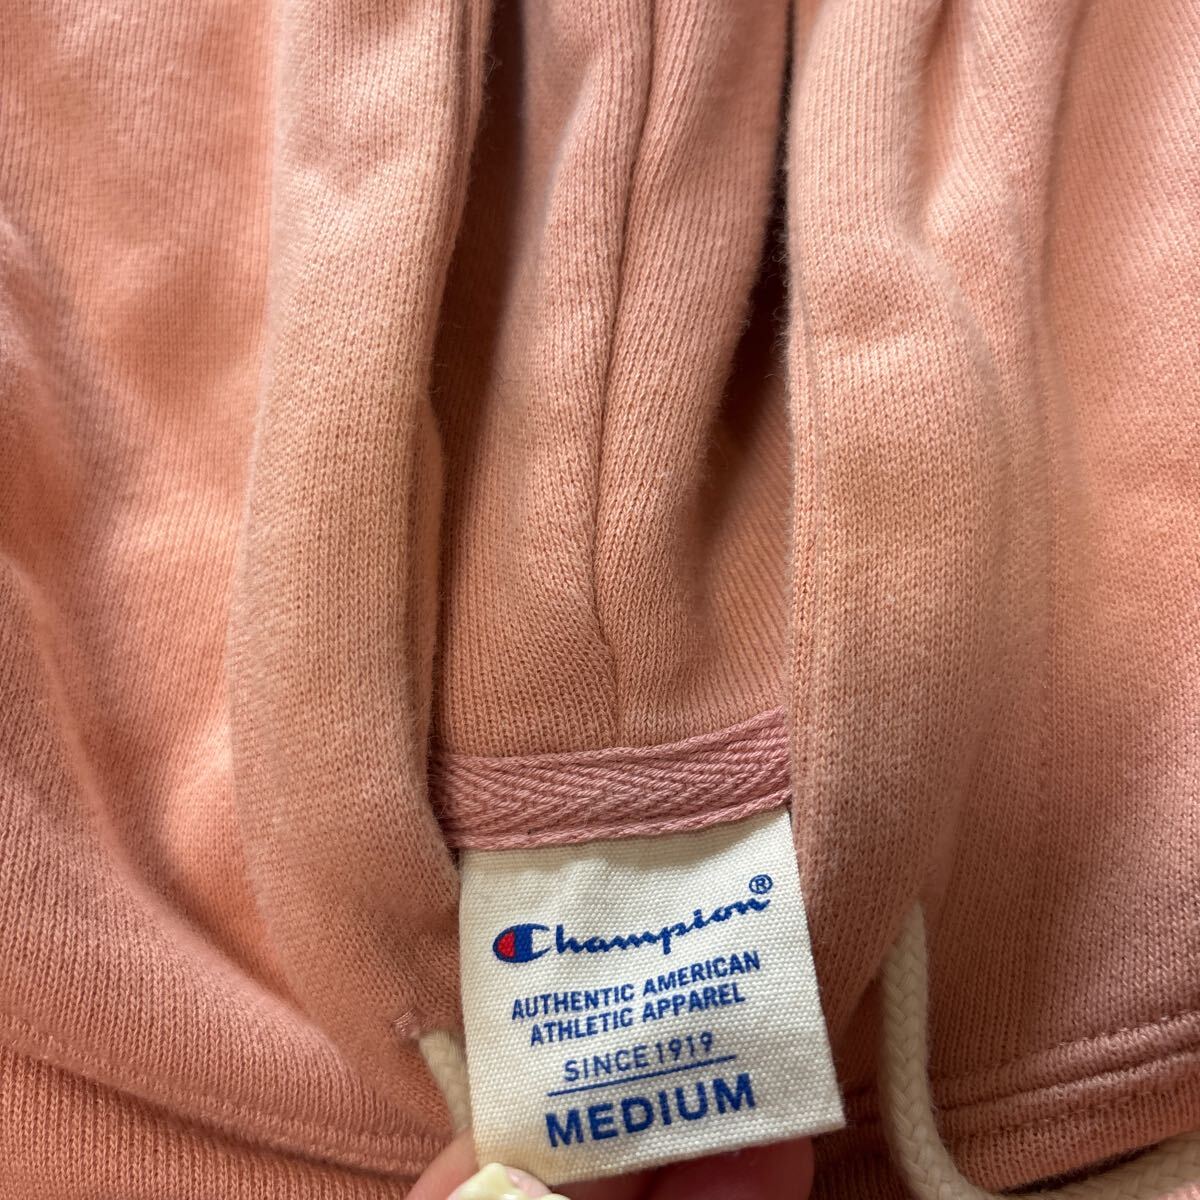 Champion®
AUTHENTIC AMERICAN
ATHLETIC APPAREL
SINCE 1919
MEDIUM